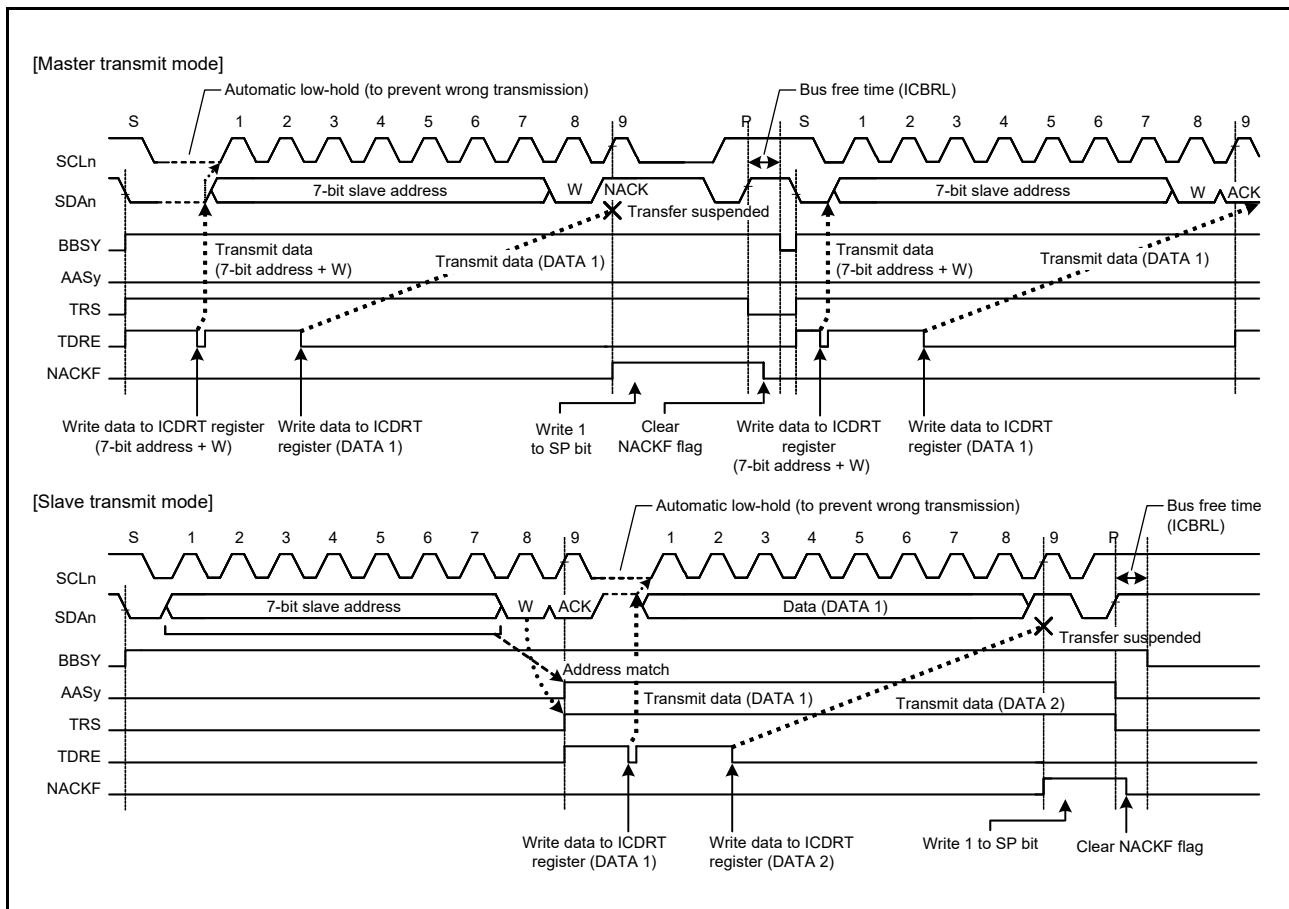 [Master transmit mode]
Automatic low-hold (to prevent wrong transmission)
Bus free time (ICBRL)
S 1 2 3 4 5 6 7 8 9 P S 1 2 3 4 5 6 7 8 9
SCLn
SDAn 7-bit slave address W NACK 7-bit slave address W ACK
Transfer suspended
BBSY
Transmit data
(7-bit address + W)
Transmit data (DATA 1)
Transmit data
(7-bit address + W)
Transmit data (DATA 1)
AASy
TRS
TDRE
NACKF
Write data to ICDRT register
(7-bit address + W)
Write data to ICDRT
register (DATA 1)
Write 1
to SP bit
Clear
NACKF flag
Write data to ICDRT
register
(7-bit address + W)
Write data to ICDRT
register (DATA 1)
[Slave transmit mode]
Automatic low-hold (to prevent wrong transmission)
Bus free time
(ICBRL)
S 1 2 3 4 5 6 7 8 9 1 2 3 4 5 6 7 8 9 P
SCLn
SDAn 7-bit slave address W ACK Data (DATA 1)
Transfer suspended
BBSY
Address match
AASy
Transmit data (DATA 1)
Transmit data (DATA 2)
TRS
TDRE
NACKF
Write data to ICDRT
register (DATA 1)
Write data to ICDRT
register (DATA 2)
Write 1 to SP bit
Clear NACKF flag